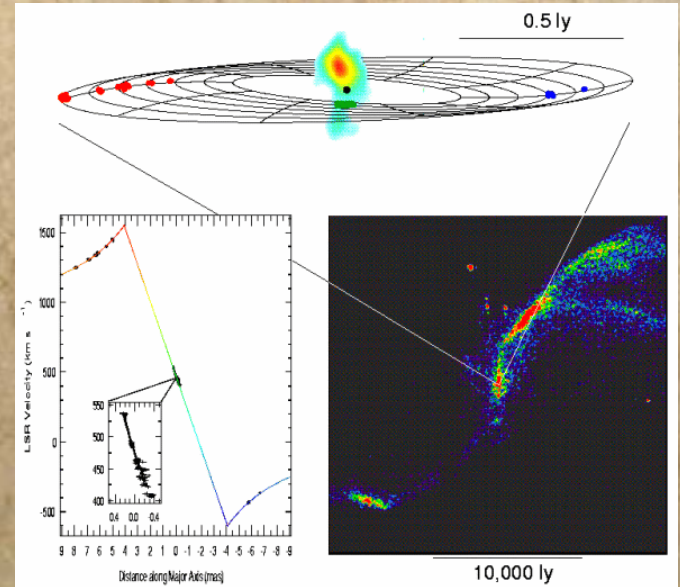 0.5 ly
1500
1000
500
0
-500
LSR Velocity (km s⁻¹)
550
500
450
400
0.4 0.0 -0.4
9 8 7 6 5 4 3 2 1 0 -1 -2 -3 -4 -5 -6 -7 -8 -9
Distance along Major Axis (mas)
10,000 ly